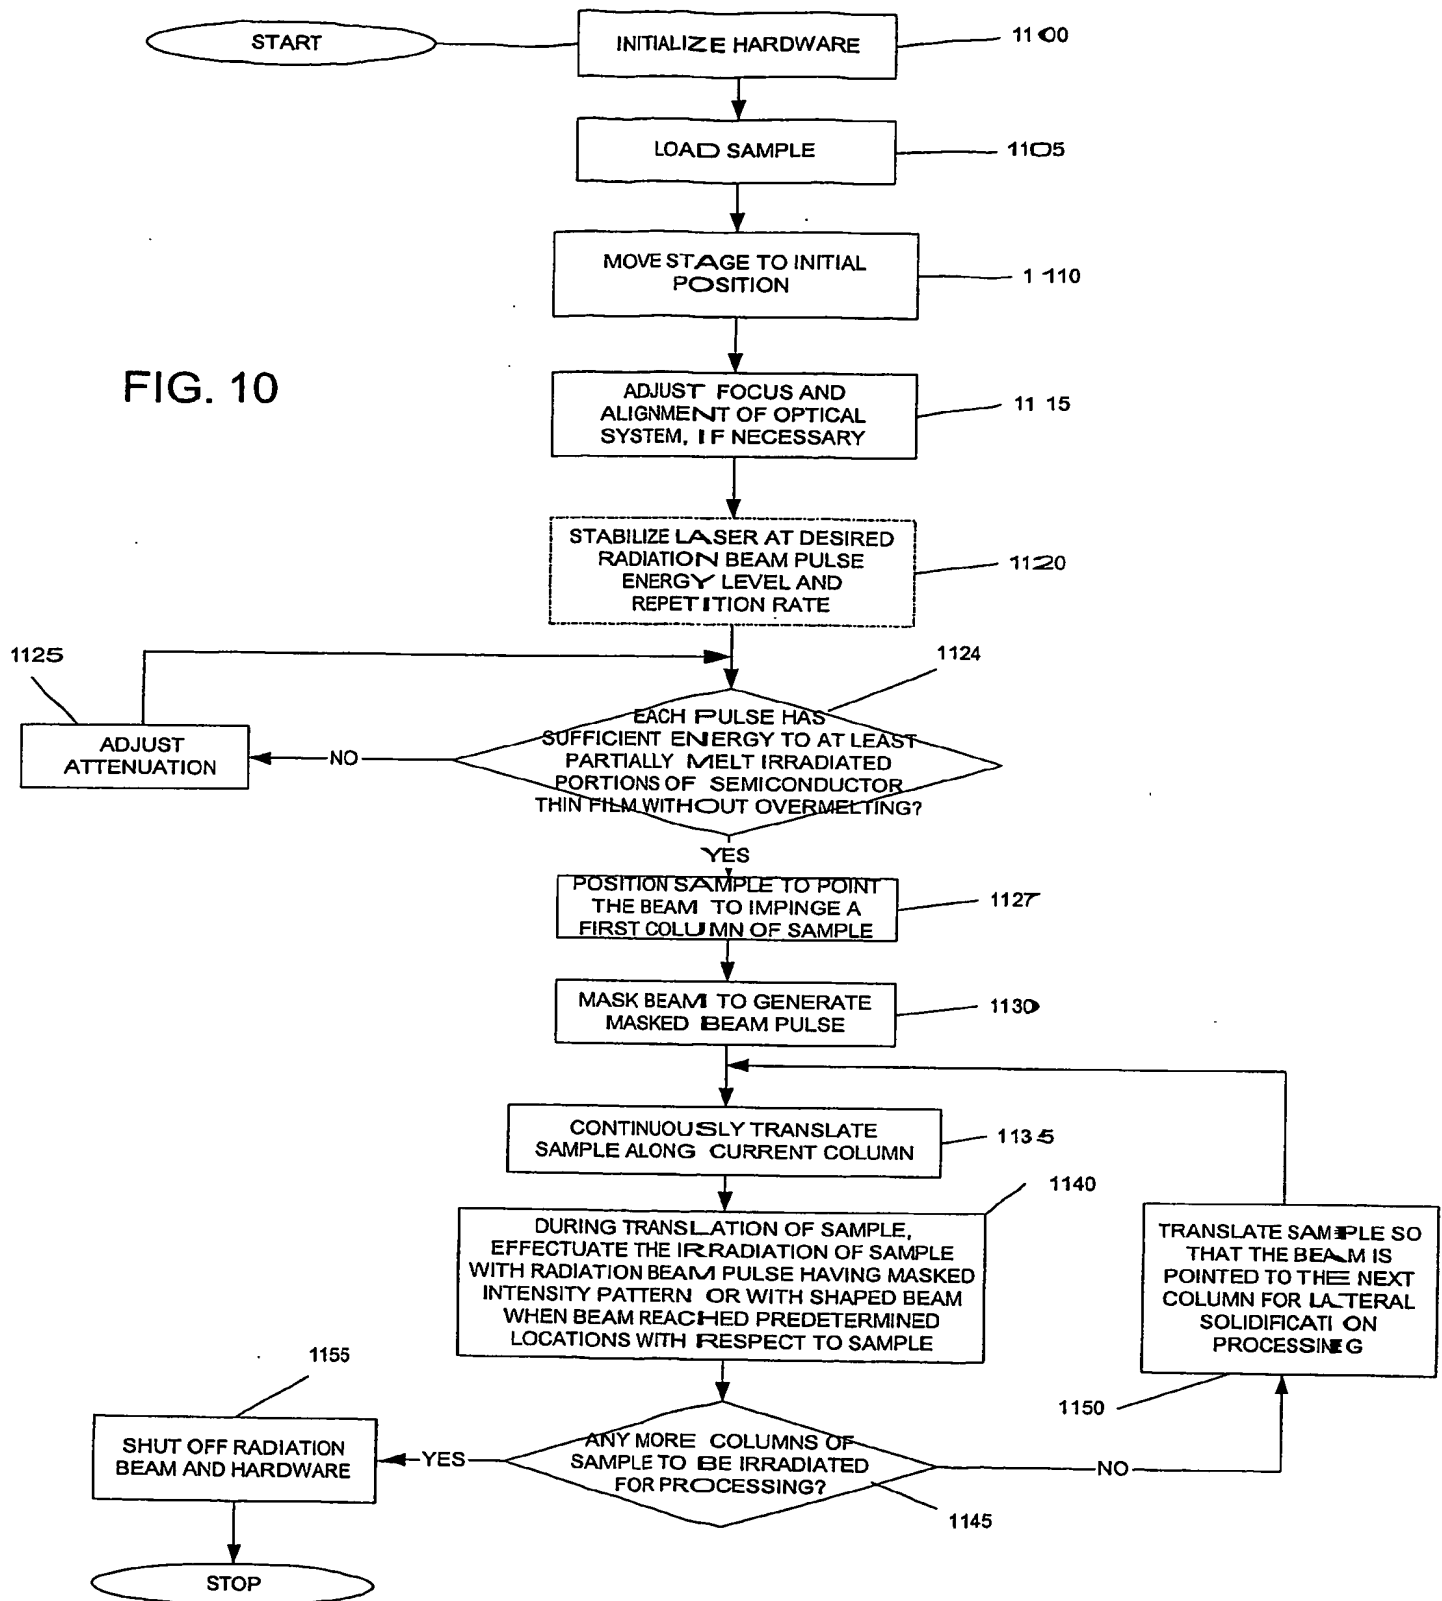 START
INITIALIZE HARDWARE
1100
LOAD SAMPLE
1105
MOVE STAGE TO INITIAL
POSITION
1110
FIG. 10
ADJUST FOCUS AND
ALIGNMENT OF OPTICAL
SYSTEM, IF NECESSARY
1115
STABILIZE LASER AT DESIRED
RADIATION BEAM PULSE
ENERGY LEVEL AND
REPETITION RATE
1120
1125
ADJUST
ATTENUATION
NO
1124
EACH PULSE HAS
SUFFICIENT ENERGY TO AT LEAST
PARTIALLY MELT IRRADIATED
PORTIONS OF SEMICONDUCTOR
THIN FILM WITHOUT OVERMELTING?
YES
POSITION SAMPLE TO POINT
THE BEAM TO IMPINGE A
FIRST COLUMN OF SAMPLE
1127
MASK BEAM TO GENERATE
MASKED BEAM PULSE
1130
CONTINUOUSLY TRANSLATE
SAMPLE ALONG CURRENT COLUMN
1135
1140
DURING TRANSLATION OF SAMPLE,
EFFECTUATE THE IRRADIATION OF SAMPLE
WITH RADIATION BEAM PULSE HAVING MASKED
INTENSITY PATTERN OR WITH SHAPED BEAM
WHEN BEAM REACHED PREDETERMINED
LOCATIONS WITH RESPECT TO SAMPLE
TRANSLATE SAMPLE SO
THAT THE BEAM IS
POINTED TO THE NEXT
COLUMN FOR LATERAL
SOLIDIFICATION
PROCESSING
1150
1155
SHUT OFF RADIATION
BEAM AND HARDWARE
YES
ANY MORE COLUMNS OF
SAMPLE TO BE IRRADIATED
FOR PROCESSING?
NO
1145
STOP